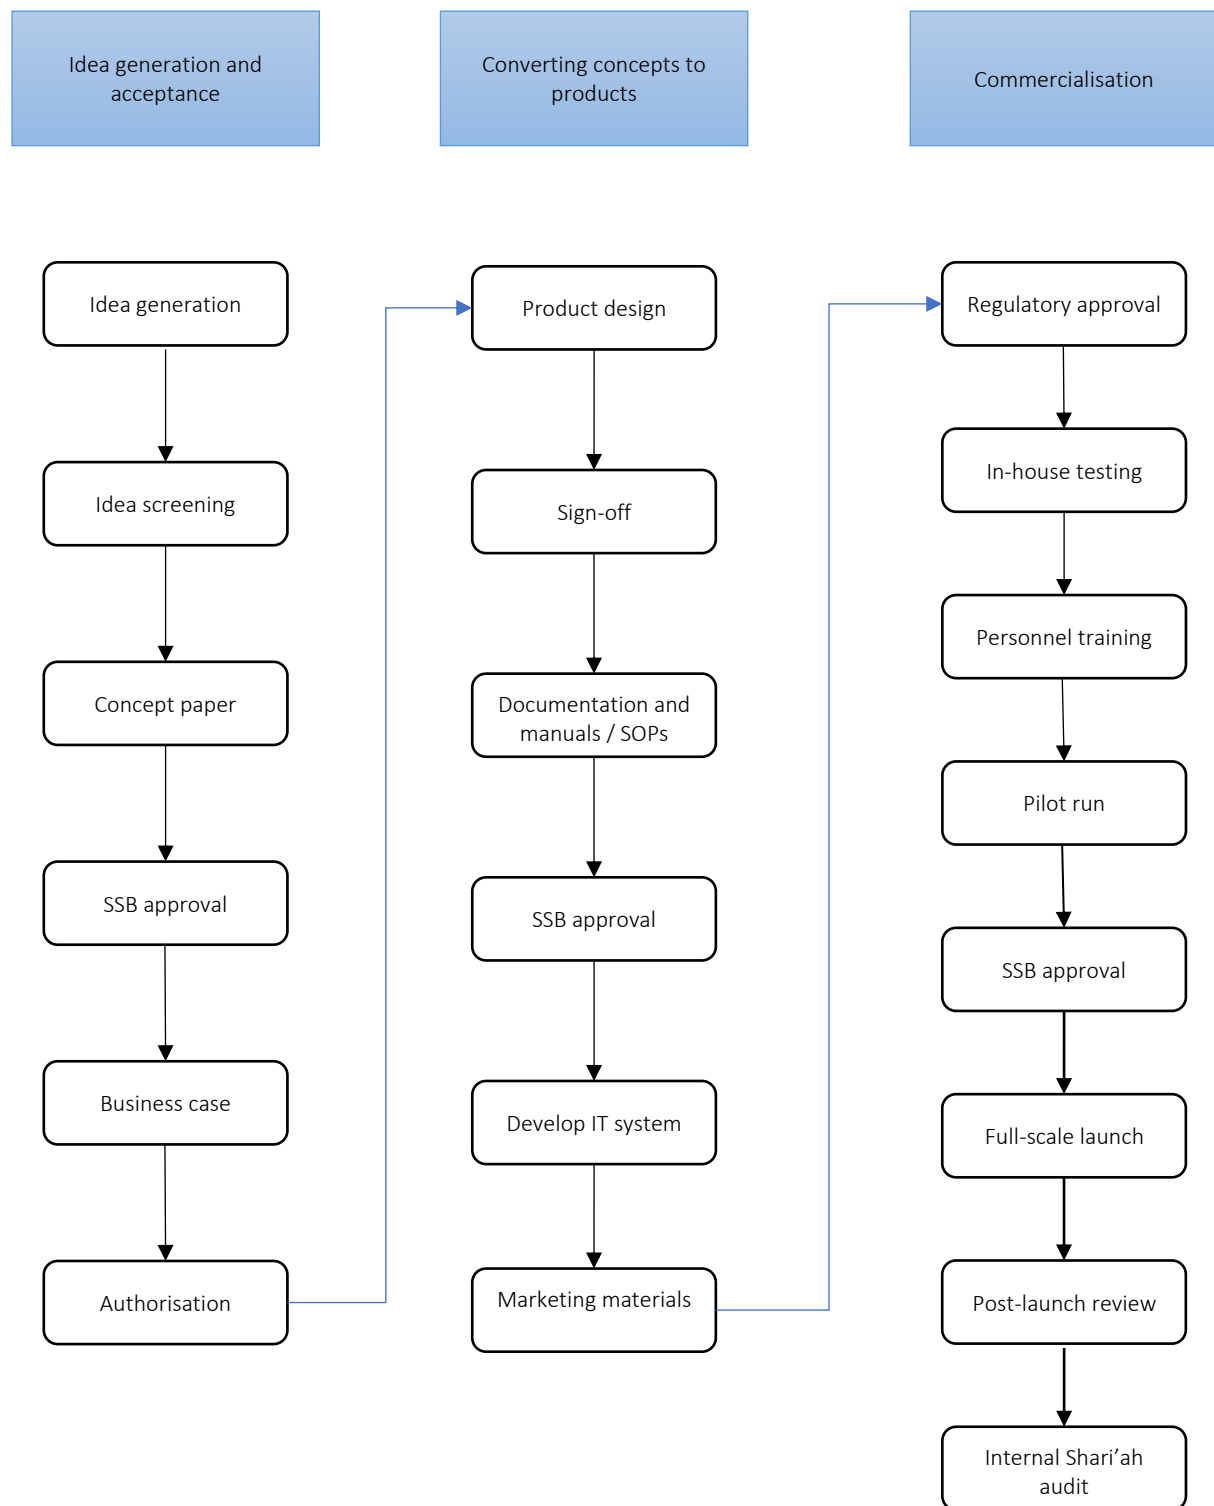 Idea generation and
acceptance
Converting concepts to
products
Commercialisation
Idea generation
Idea screening
Concept paper
SSB approval
Business case
Authorisation
Product design
Sign-off
Documentation and
manuals / SOPs
SSB approval
Develop IT system
Marketing materials
Regulatory approval
In-house testing
Personnel training
Pilot run
SSB approval
Full-scale launch
Post-launch review
Internal Shari’ah
audit